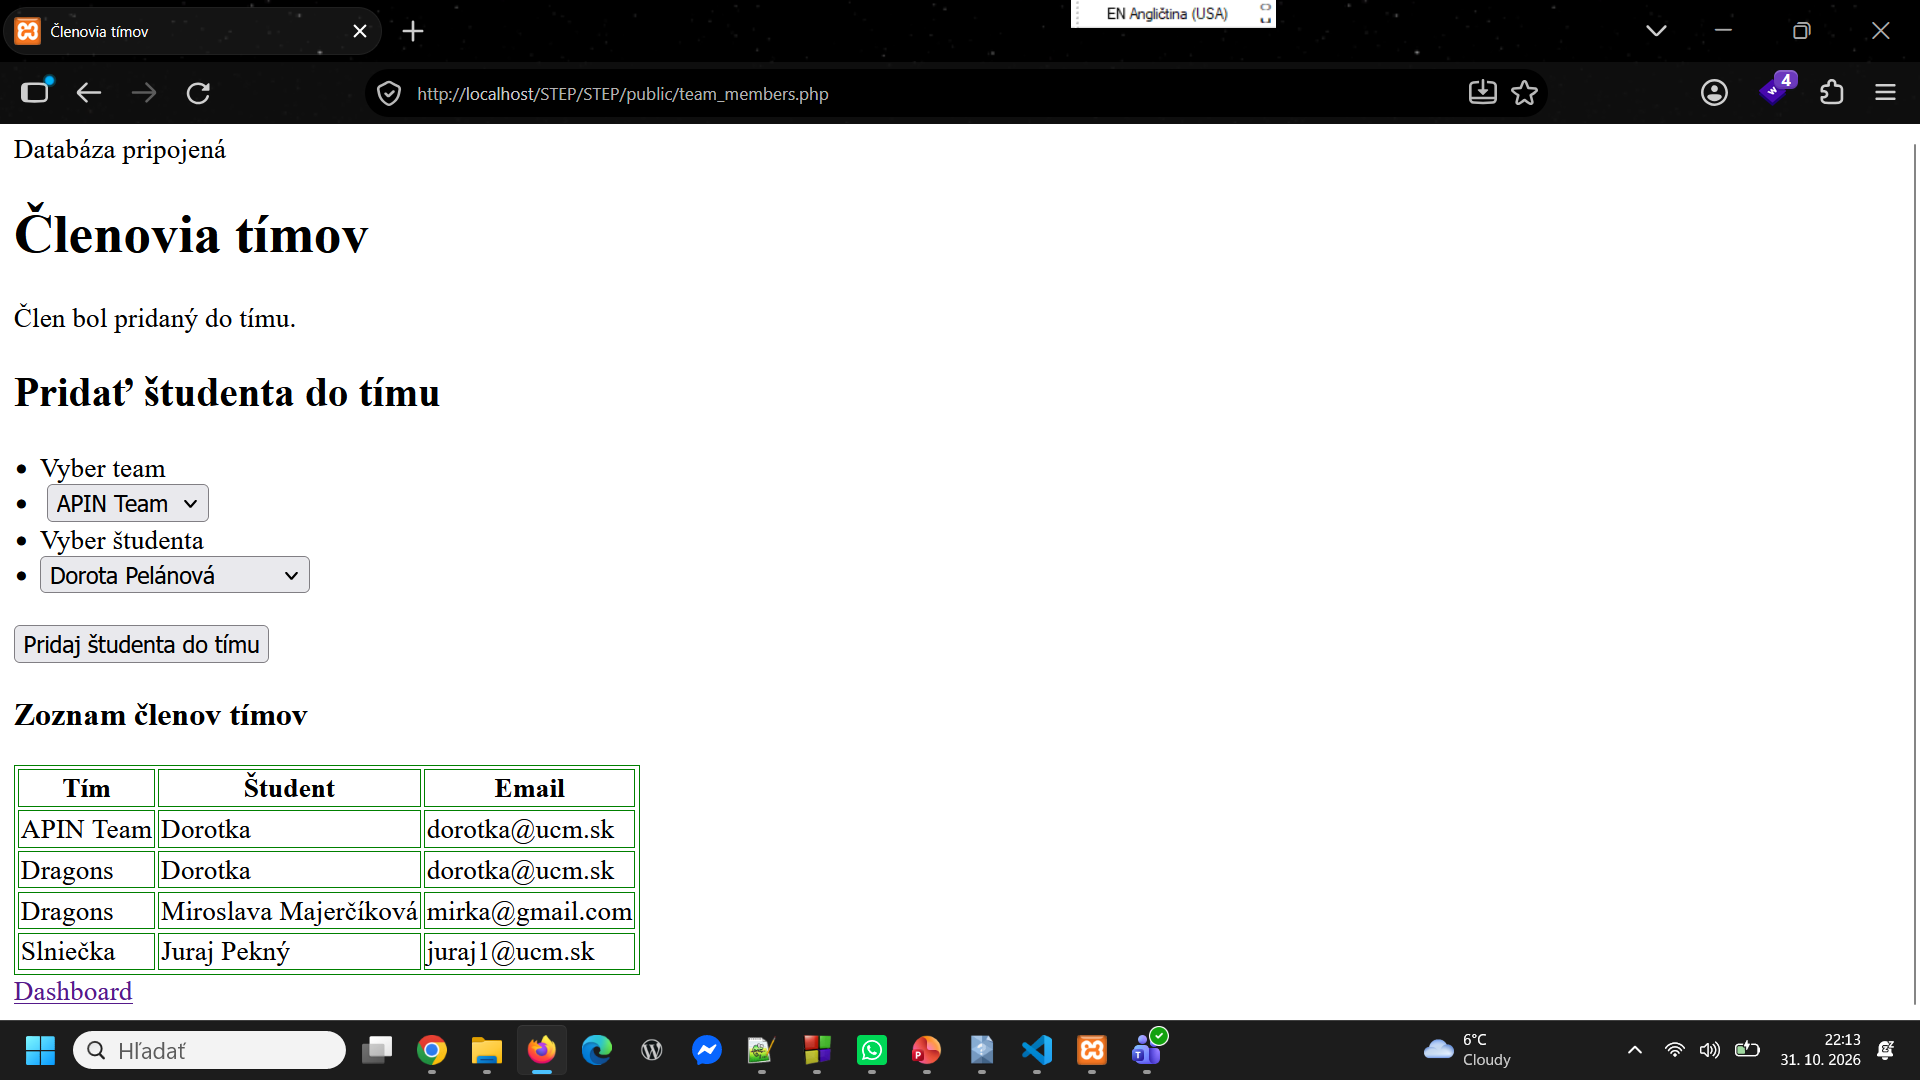 Členovia tímov
EN Angličtina (USA)
4
http://localhost/STEP/STEP/public/team_members.php
Databáza pripojená
Členovia tímov
Člen bol pridaný do tímu.
Pridať študenta do tímu
Vyber team
APIN Team
Vyber študenta
Dorota Pelánová
Pridaj študenta do tímu
Zoznam členov tímov
Tím Študent Email
APIN Team Dorotka dorotka@ucm.sk
Dragons Dorotka dorotka@ucm.sk
Dragons Miroslava Majerčíková mirka@gmail.com
Slniečka Juraj Pekný juraj1@ucm.sk
Dashboard
Hľadať
6°C
Cloudy
22:13
31. 10. 2026